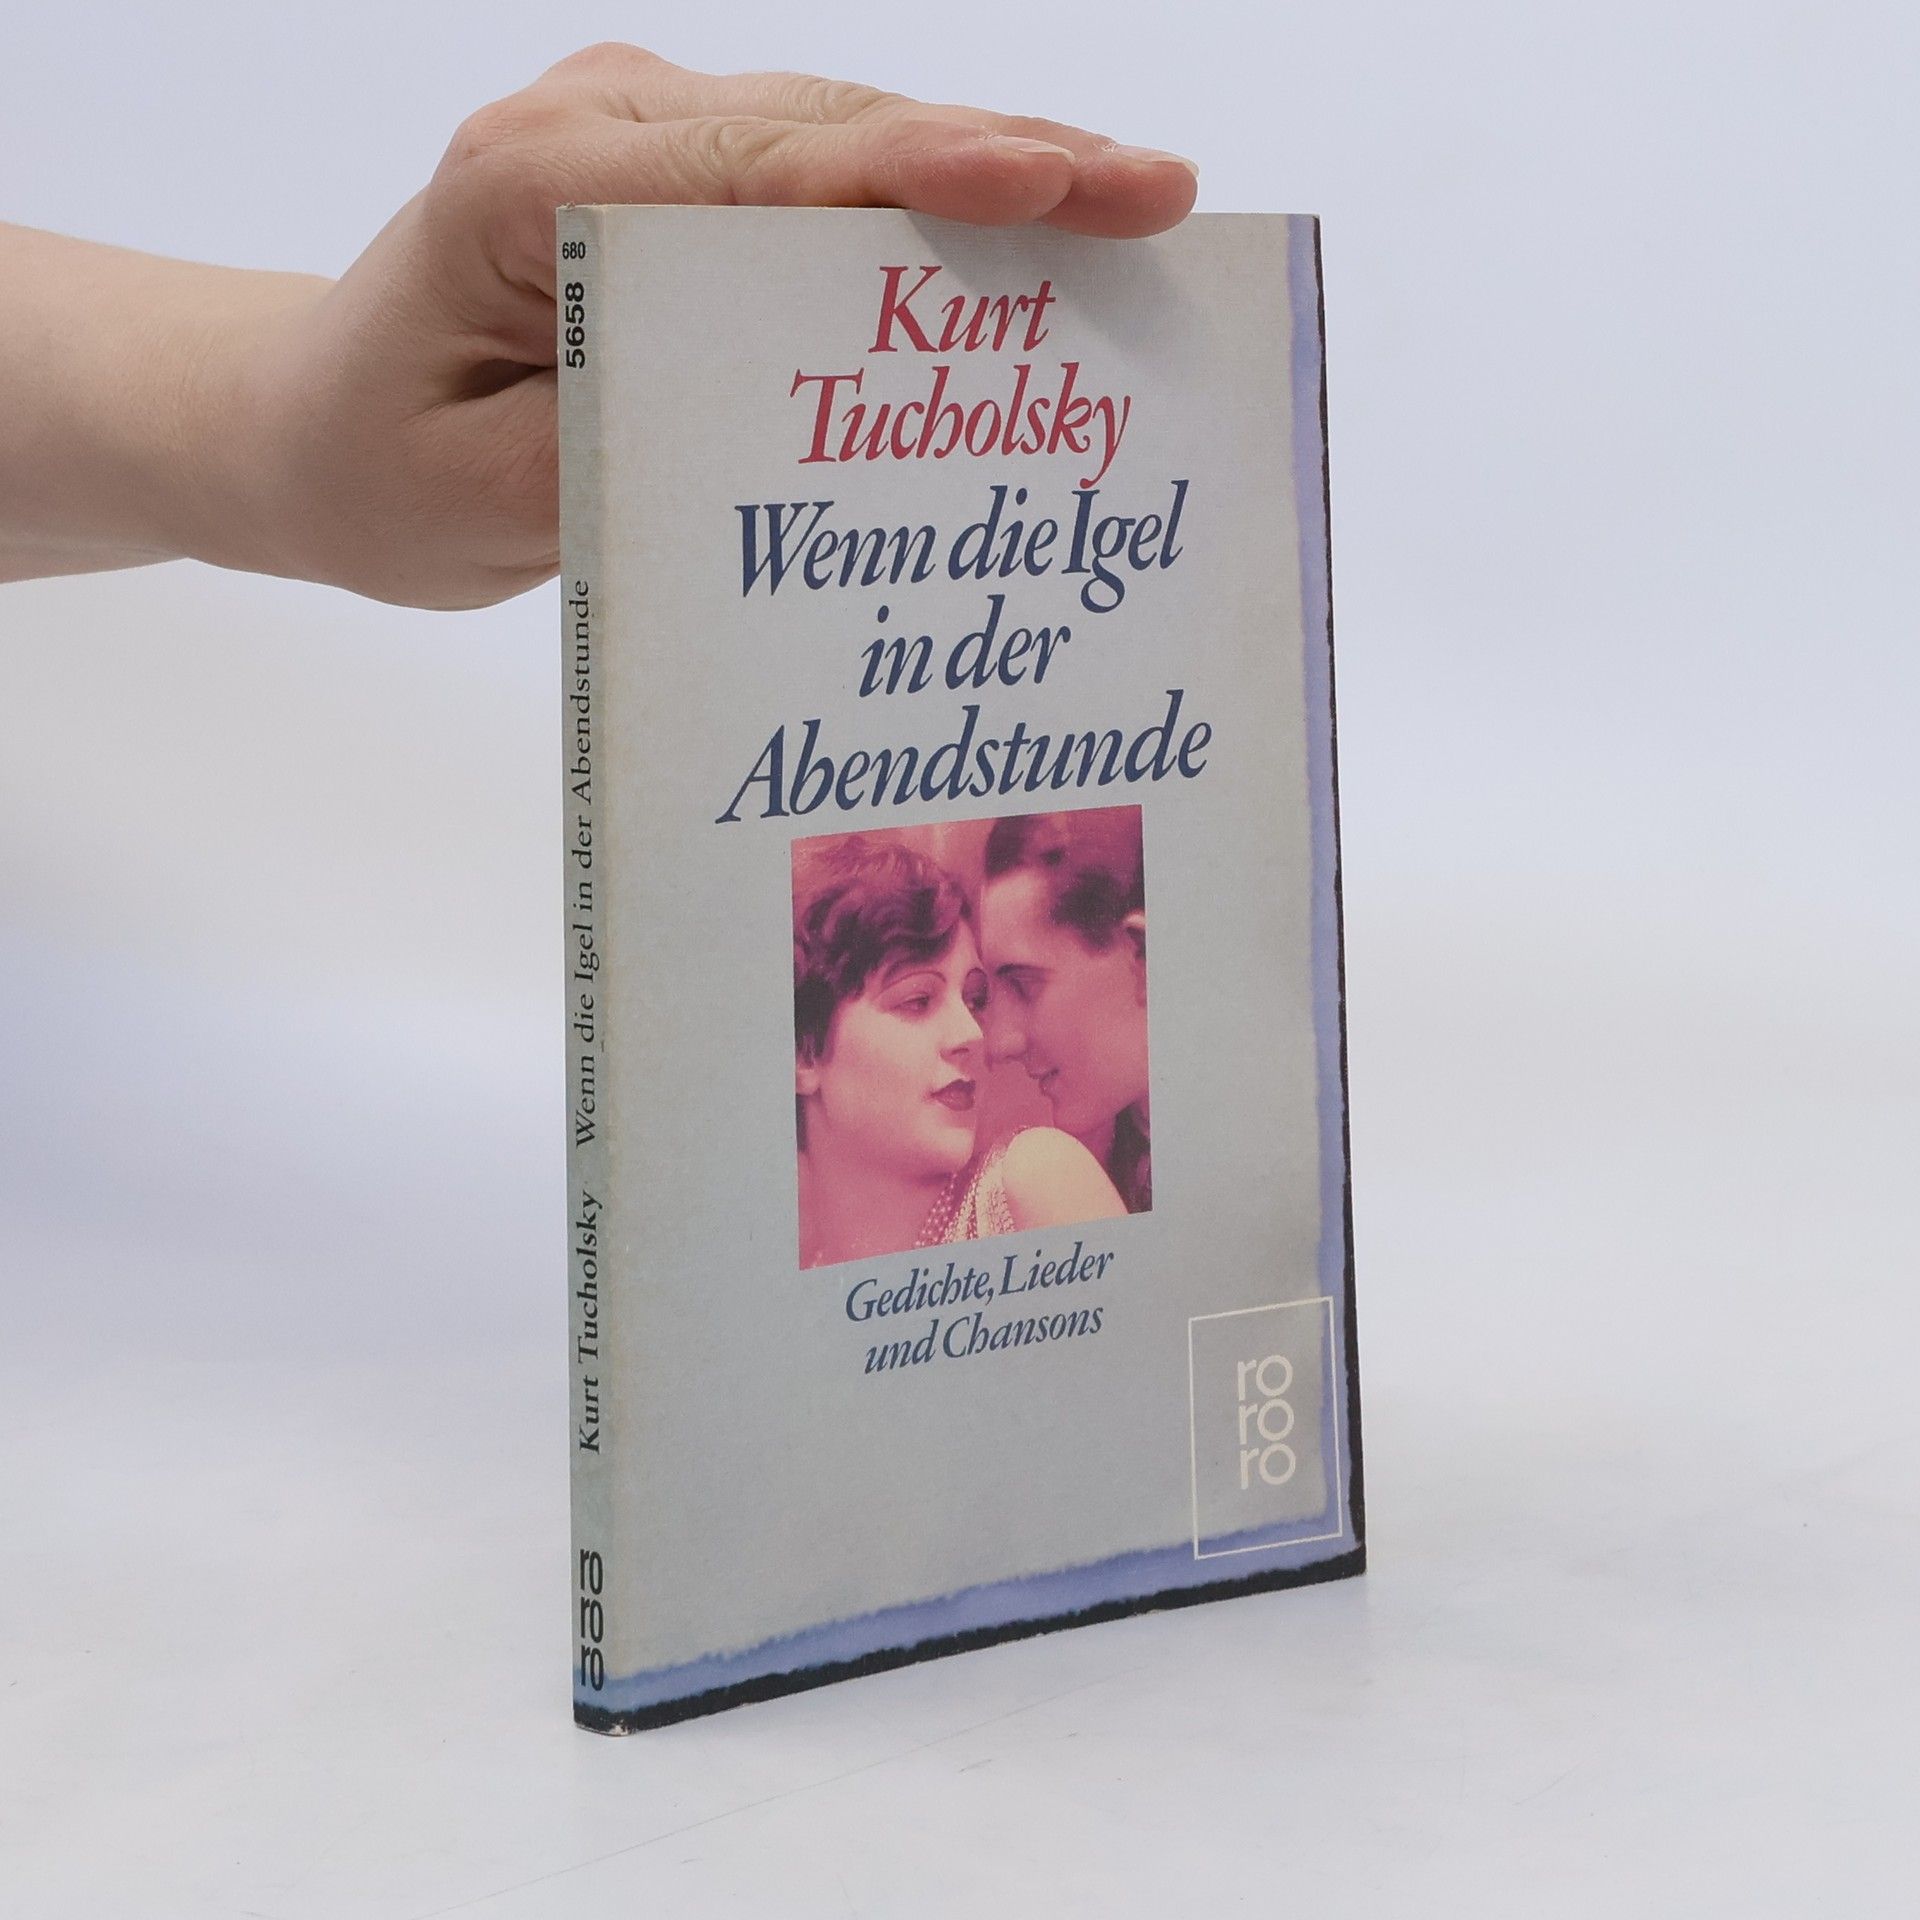 680
5658
Kurt Tucholsky Wenn die Igel in der Abendstunde
ro
ro
ro
Kurt
Tucholsky
Wenn die Igel
in der
Abendstunde
Gedichte, Lieder
und Chansons
ro
ro
ro